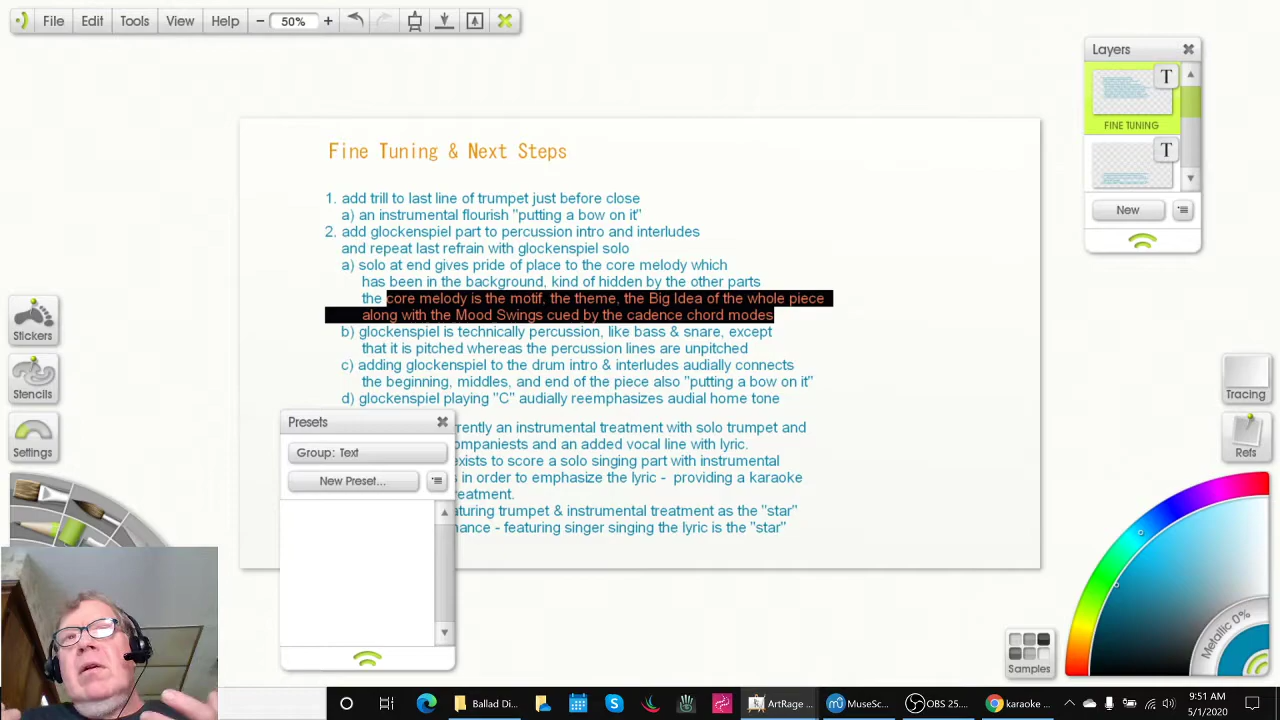 File Edit Tools View Help − 50% +
Layers
T
FINE TUNING
T
New
Fine Tuning & Next Steps
1. add trill to last line of trumpet just before close
a) an instrumental flourish "putting a bow on it"
2. add glockenspiel part to percussion intro and interludes
and repeat last refrain with glockenspiel solo
a) solo at end gives pride of place to the core melody which
has been in the background, kind of hidden by the other parts
the core melody is the motif, the theme, the Big Idea of the whole piece
along with the Mood Swings cued by the cadence chord modes
b) glockenspiel is technically percussion, like bass & snare, except
that it is pitched whereas the percussion lines are unpitched
c) adding glockenspiel to the drum intro & interludes audially connects
the beginning, middles, and end of the piece also "putting a bow on it"
d) glockenspiel playing "C" audially reemphasizes audial home tone
rently an instrumental treatment with solo trumpet and
ompaniests and an added vocal line with lyric.
exists to score a solo singing part with instrumental
s in order to emphasize the lyric - providing a karaoke
reatment.
aturing trumpet & instrumental treatment as the "star"
nance - featuring singer singing the lyric is the "star"
Presets
Group: Text
New Preset...
Stickers
Stencils
Settings
Tracing
Refs
Metallic 0%
Samples
Ballad Di...
ArtRage ...
MuseSc...
OBS 25....
karaoke ...
9:51 AM
5/1/2020